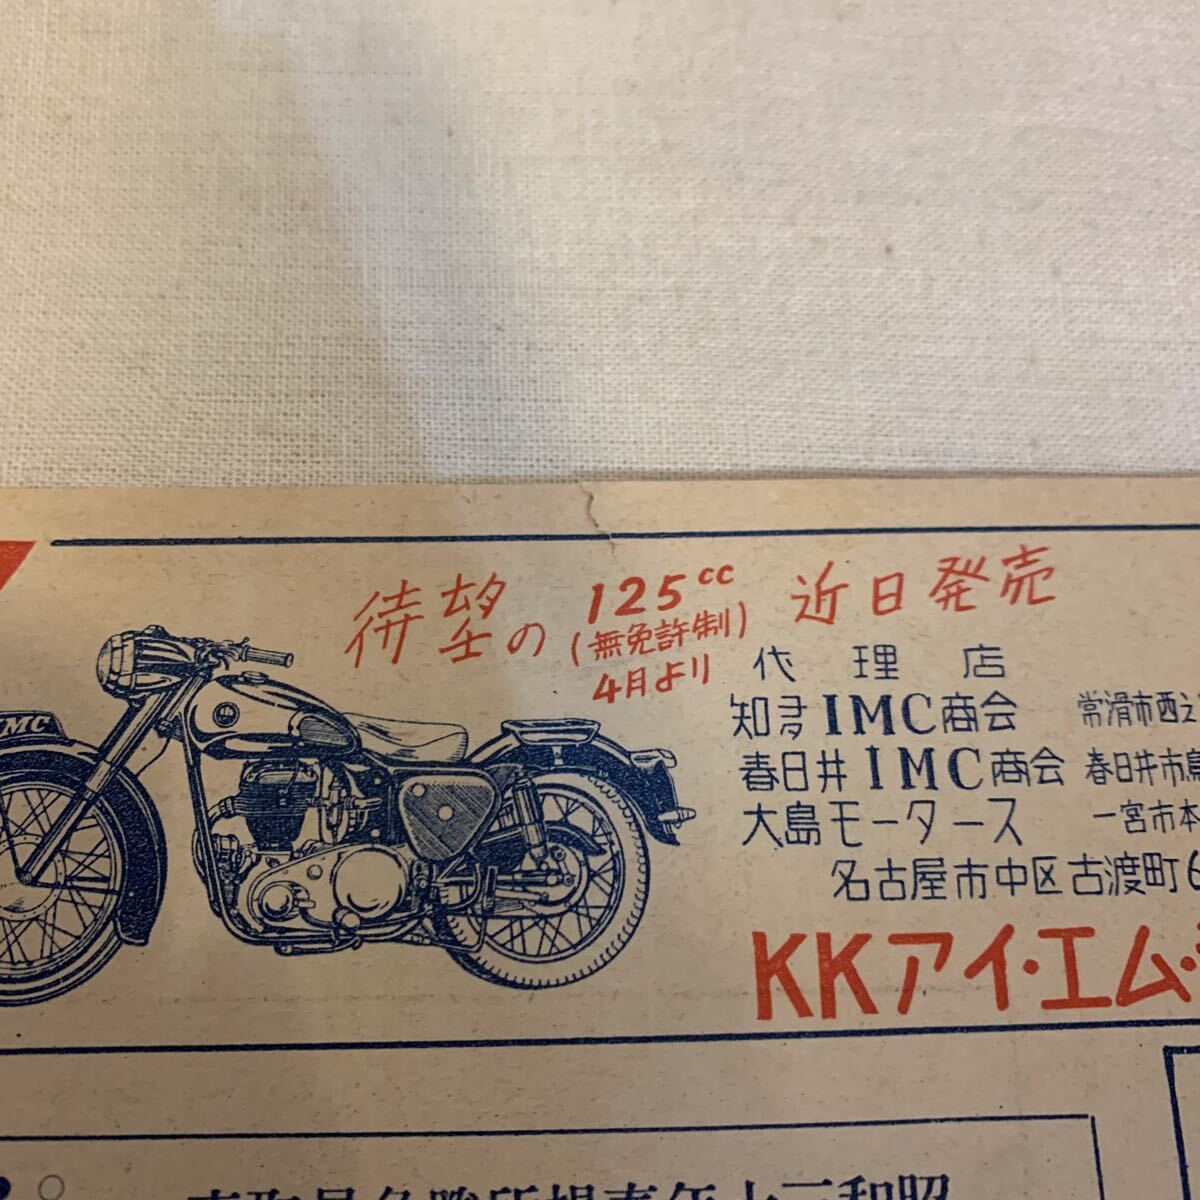 待望の 125cc 近日発売
(無免許制)
4月より
代理店
知多IMC商会 常滑市西之
春日井IMC商会 春日井市鳥
大島モータース 一宮市本
名古屋市中区古渡町6
KKアイ・エム・
MC